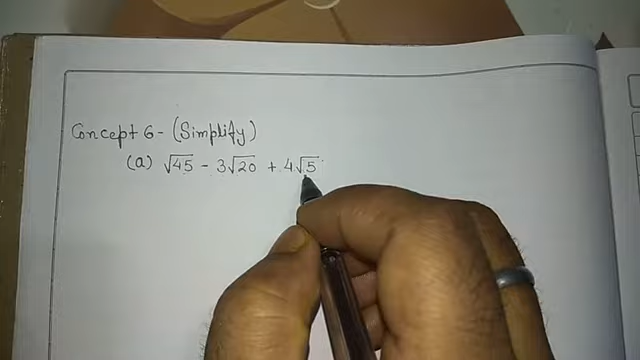 Concept 6 - (Simplify)
(a) √45 - 3√20 + 4√5